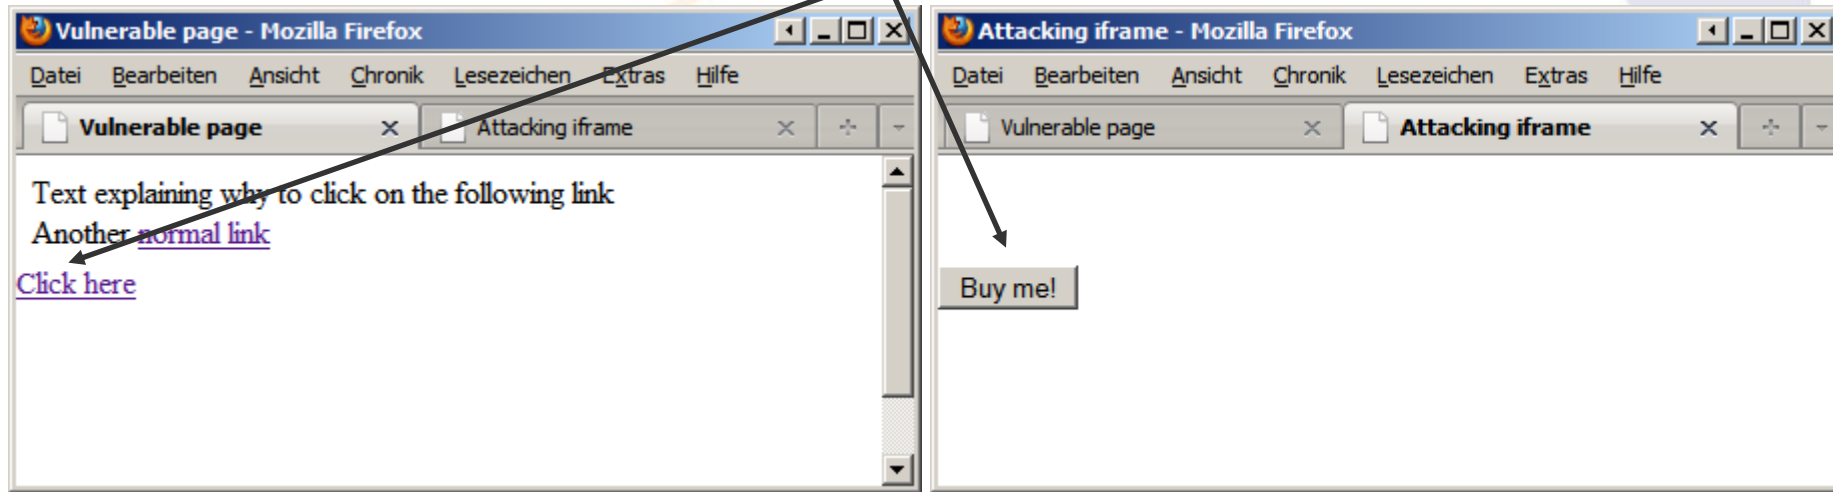 Vulnerable page - Mozilla Firefox
Datei Bearbeiten Ansicht Chronik Lesezeichen Extras Hilfe
Vulnerable page Attacking iframe
Text explaining why to click on the following link
Another normal link
Click here
Attacking iframe - Mozilla Firefox
Datei Bearbeiten Ansicht Chronik Lesezeichen Extras Hilfe
Vulnerable page Attacking iframe
Buy me!